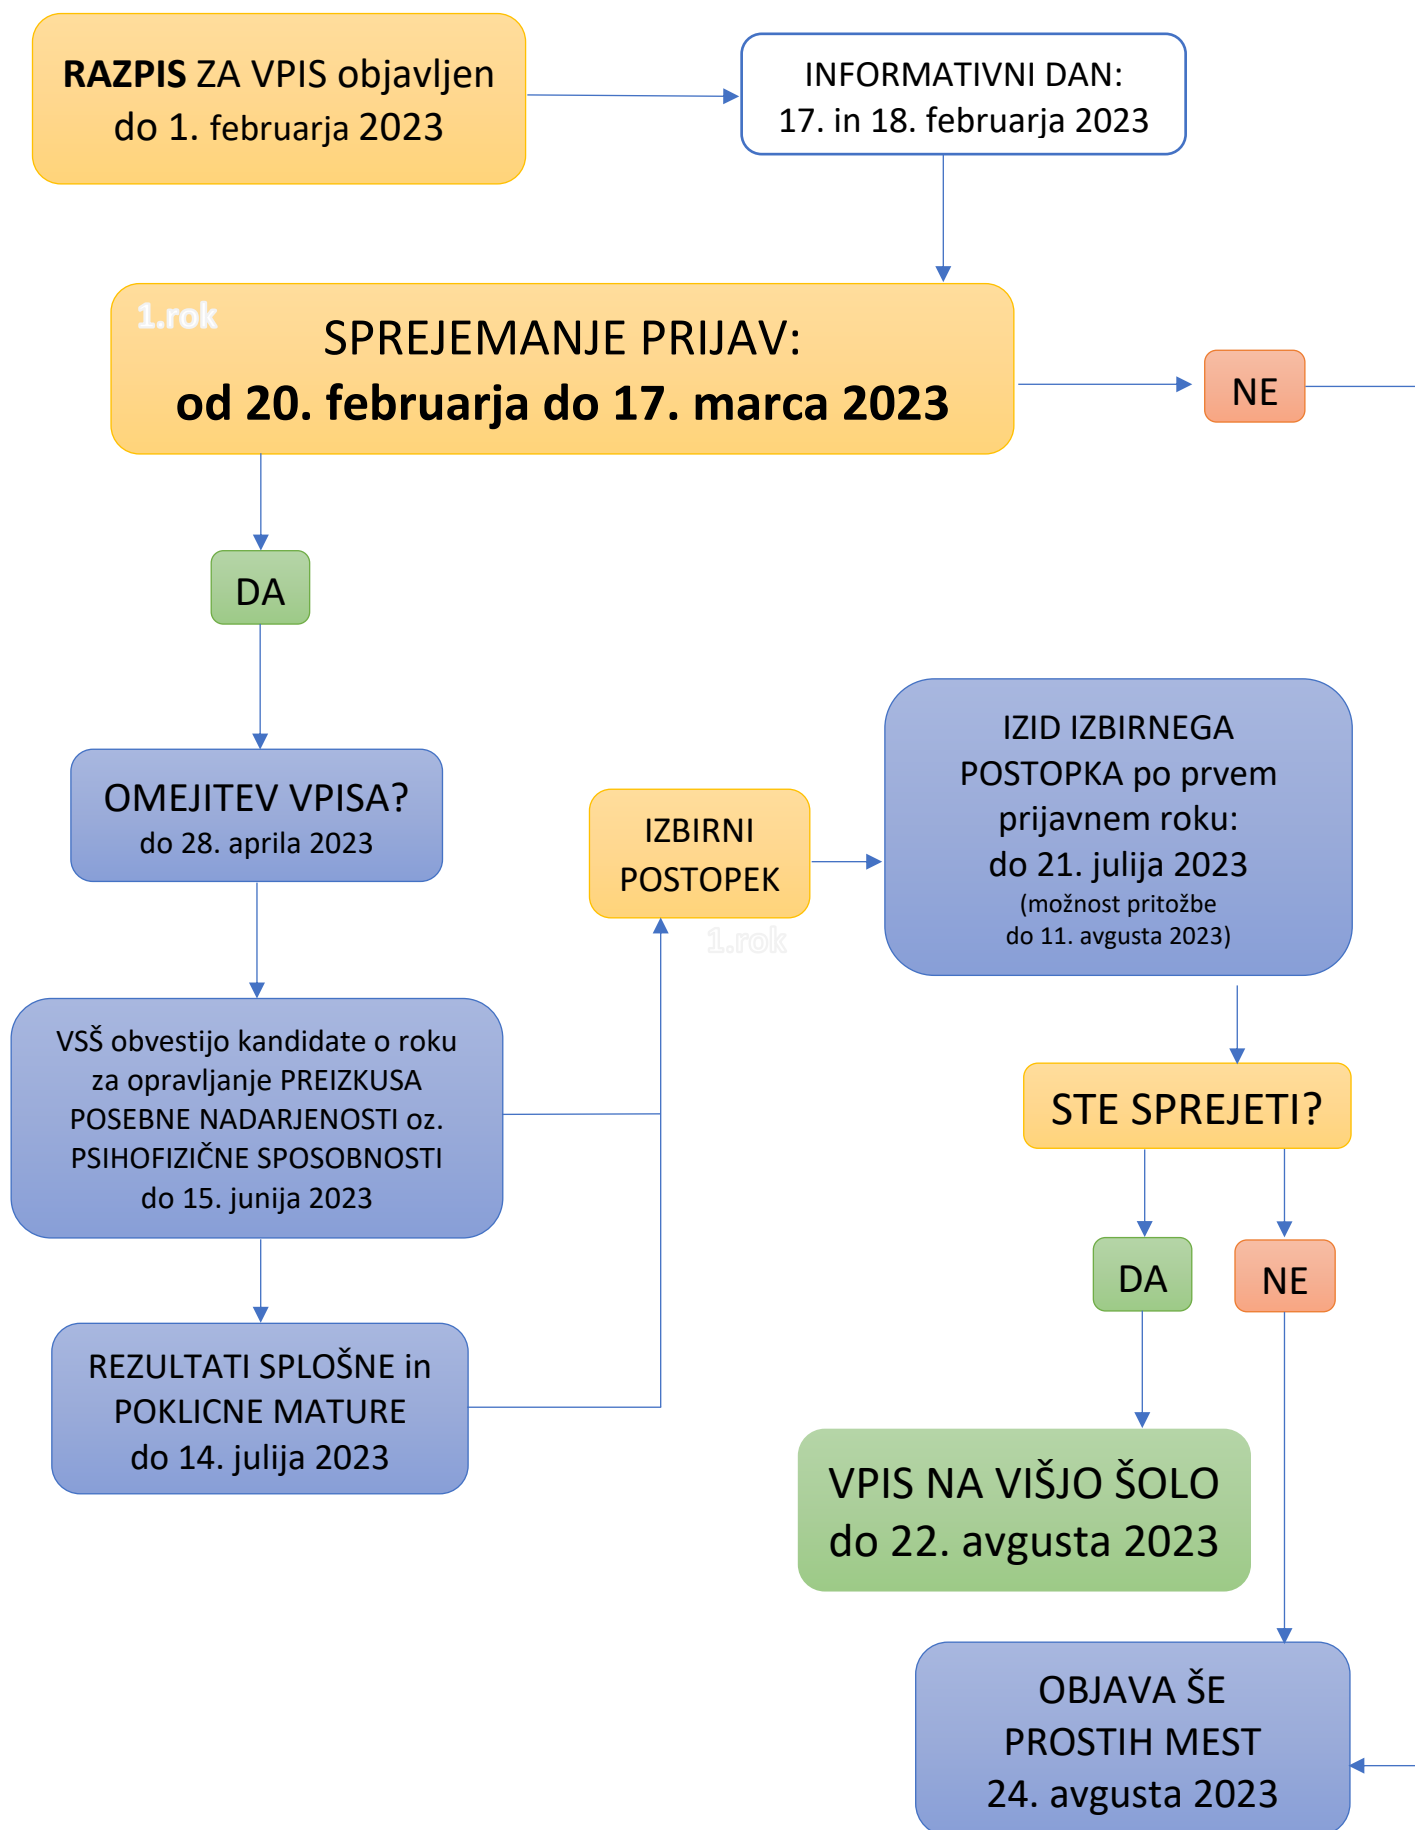 RAZPIS ZA VPIS objavljen
do 1. februarja 2023
INFORMATIVNI DAN:
17. in 18. februarja 2023
1.rok
SPREJEMANJE PRIJAV:
od 20. februarja do 17. marca 2023
NE
DA
OMEJITEV VPISA?
do 28. aprila 2023
IZBIRNI
POSTOPEK
1.rok
IZID IZBIRNEGA
POSTOPKA po prvem
prijavnem roku:
do 21. julija 2023
(možnost pritožbe
do 11. avgusta 2023)
VSŠ obvestijo kandidate o roku
za opravljanje PREIZKUSA
POSEBNE NADARJENOSTI oz.
PSIHOFIZIČNE SPOSOBNOSTI
do 15. junija 2023
STE SPREJETI?
DA
NE
REZULTATI SPLOŠNE in
POKLICNE MATURE
do 14. julija 2023
VPIS NA VIŠJO ŠOLO
do 22. avgusta 2023
OBJAVA ŠE
PROSTIH MEST
24. avgusta 2023